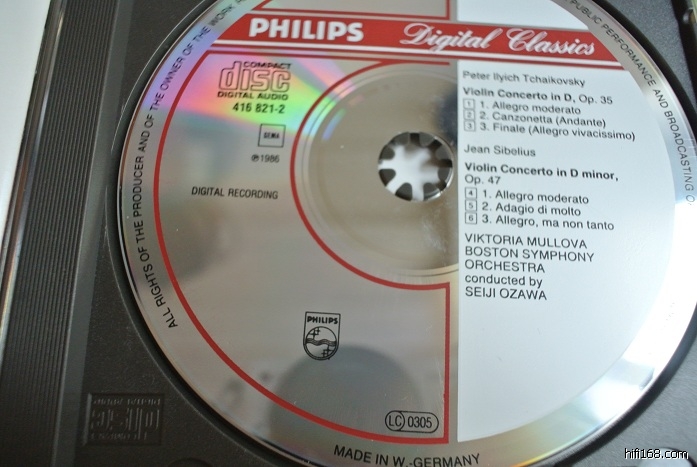 PHILIPS Digital Classics
COMPACT
disc
DIGITAL AUDIO
416 821-2
GEMA
℗1986
DIGITAL RECORDING
Peter Ilyich Tchaikovsky
Violin Concerto in D, Op. 35
1 1. Allegro moderato
2 2. Canzonetta (Andante)
3 3. Finale (Allegro vivacissimo)
Jean Sibelius
Violin Concerto in D minor,
Op. 47
4 1. Allegro moderato
5 2. Adagio di molto
6 3. Allegro, ma non tanto
VIKTORIA MULLOVA
BOSTON SYMPHONY
ORCHESTRA
conducted by
SEIJI OZAWA
PHILIPS
LC 0305
ALL RIGHTS OF THE PRODUCER AND OF THE OWNER OF THE WORK
PUBLIC PERFORMANCE AND BROADCASTING
MADE IN W.-GERMANY
hifi168.com